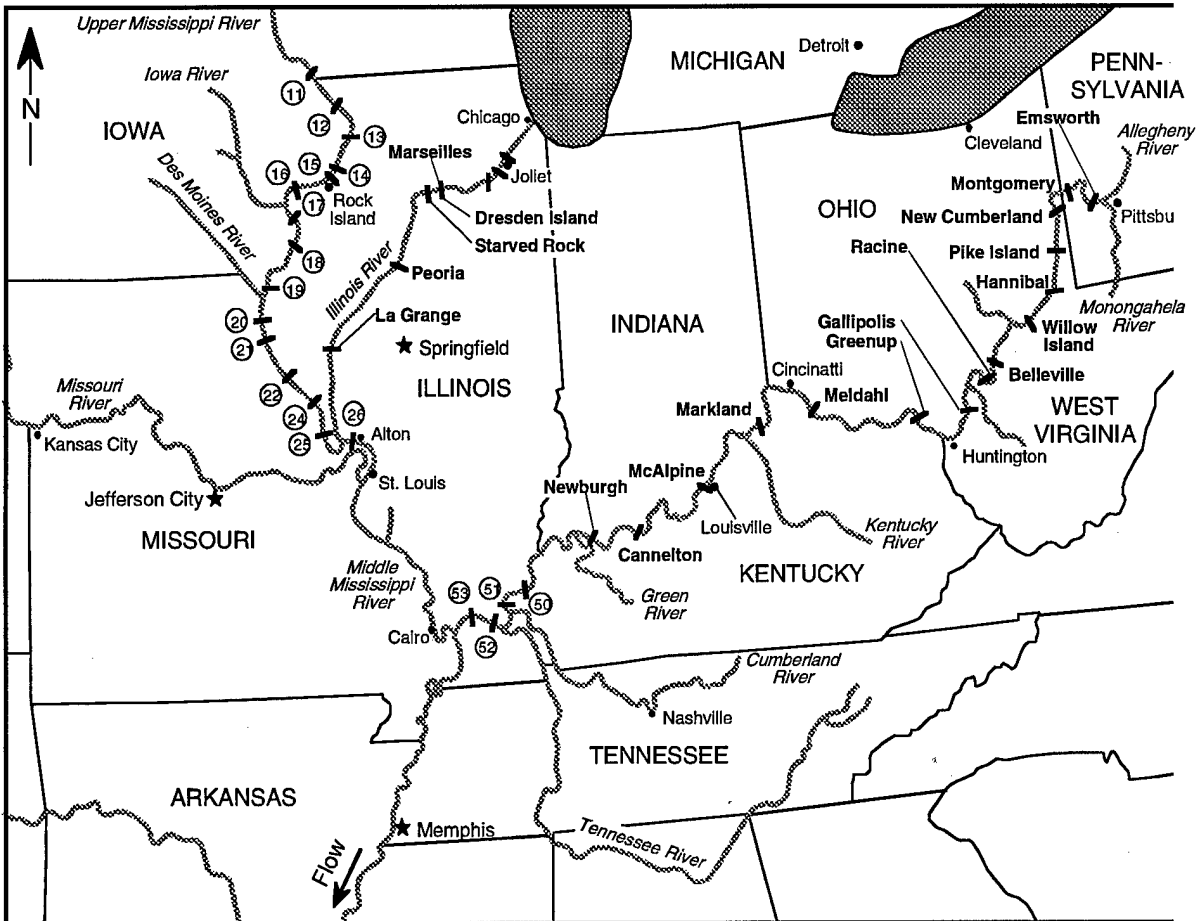 Upper Mississippi River
MICHIGAN
Detroit
PENN-
SYLVANIA
Iowa River
11
N
12
Chicago
Emsworth
Allegheny
River
IOWA
13
Cleveland
Marseilles
15
14
16
Joliet
Des Moines River
Rock
Island
17
Montgomery
OHIO
Pittsbu
Dresden Island
New Cumberland
Starved Rock
Racine
Pike Island
18
Illinois River
Peoria
Hannibal
19
Monongahela
River
La Grange
INDIANA
Gallipolis
Greenup
Willow
Island
20
21
Springfield
Cincinatti
Belleville
22
ILLINOIS
Missouri
River
Meldahl
WEST
VIRGINIA
24
26
Markland
25
Alton
Kansas City
Huntington
McAlpine
St. Louis
Newburgh
Jefferson City
Louisville
MISSOURI
Cannelton
Kentucky
River
KENTUCKY
Middle
Mississippi
River
53
51
50
Green
River
Cairo
52
Cumberland
River
Nashville
TENNESSEE
ARKANSAS
Memphis
Tennessee River
Flow